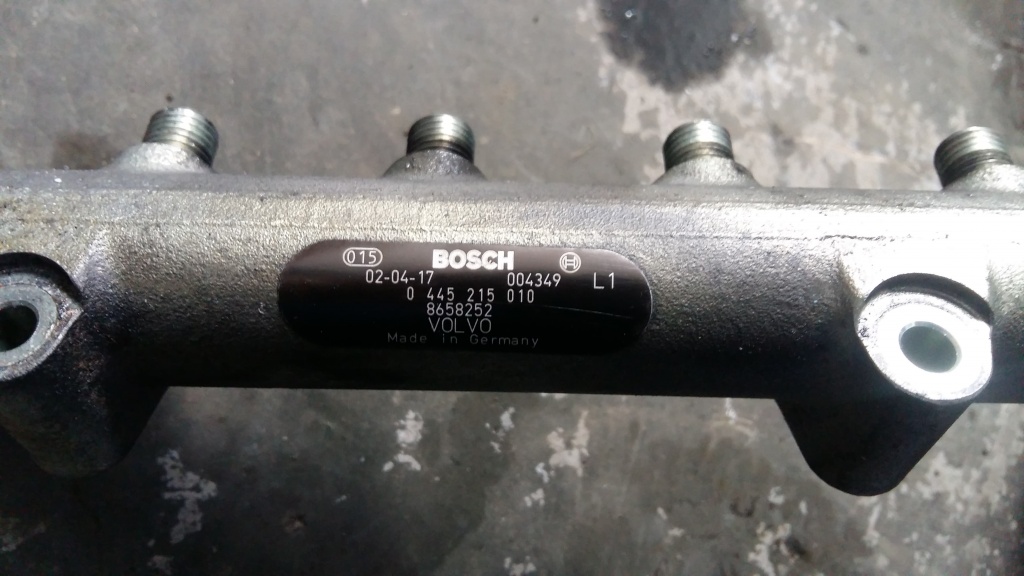 015 BOSCH
02-04-17 004349 L1
0 445 215 010
8658252
VOLVO
Made in Germany